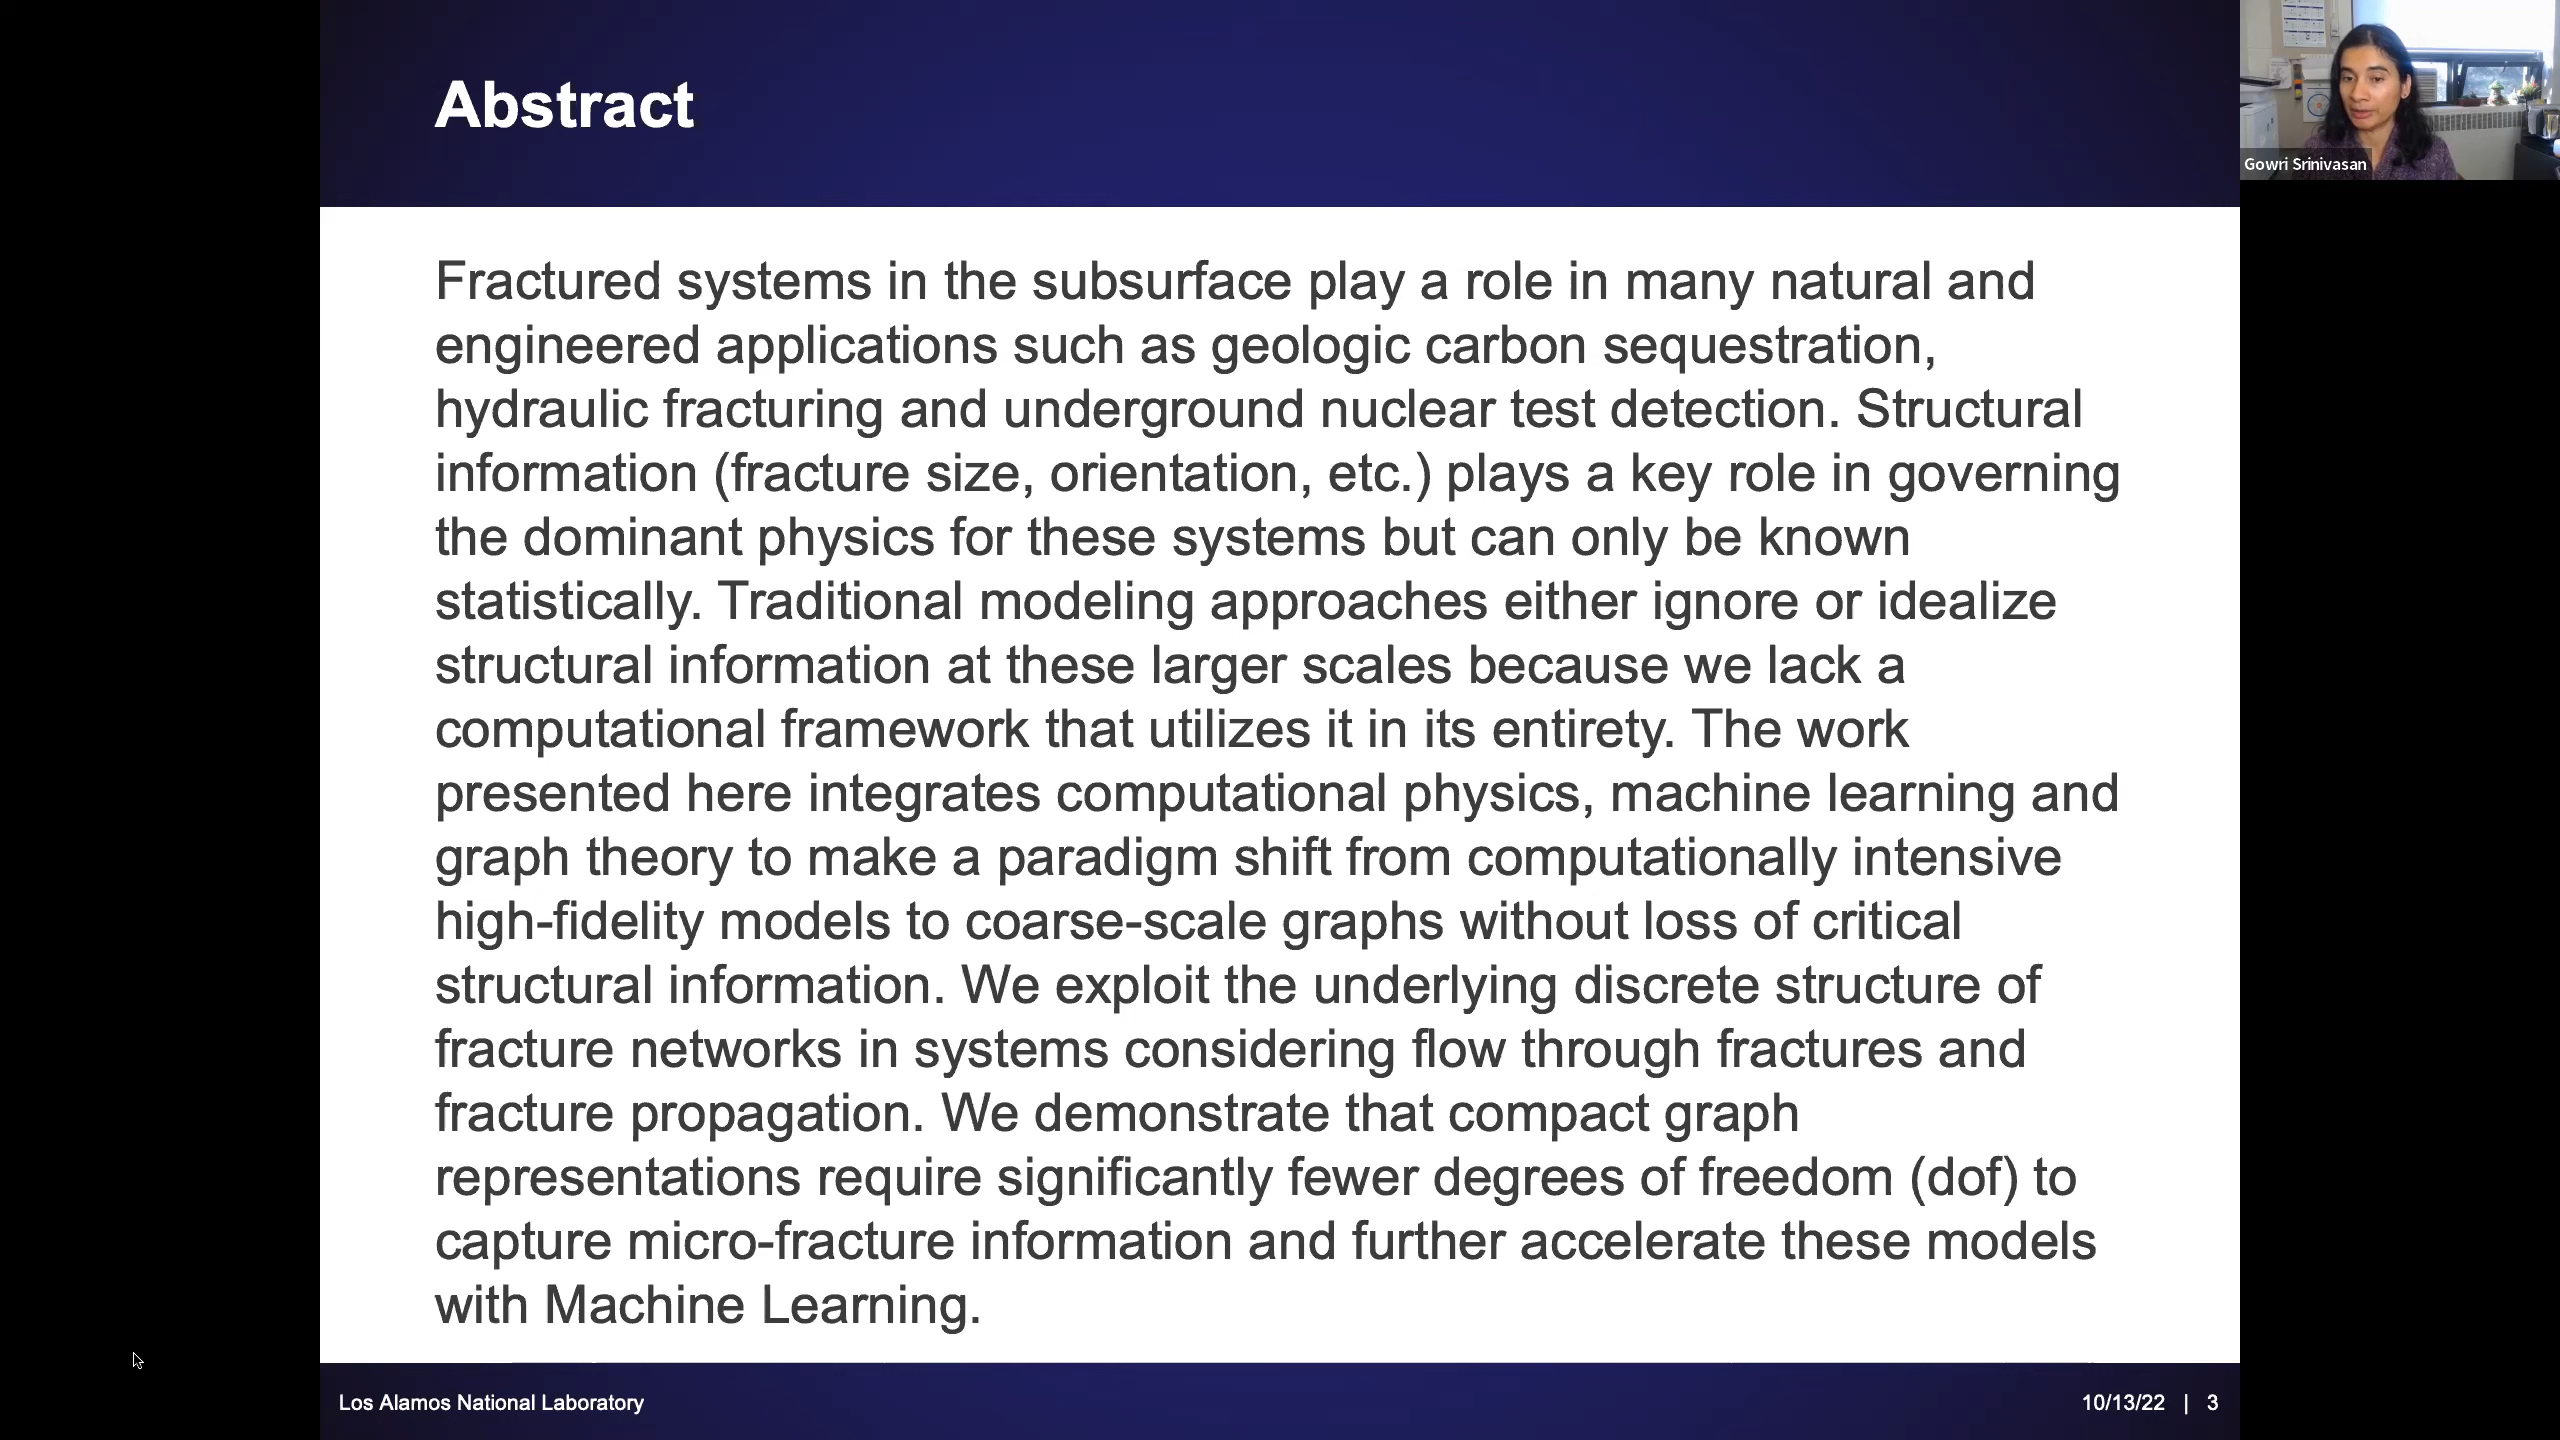 Abstract
Gowri Srinivasan
Fractured systems in the subsurface play a role in many natural and
engineered applications such as geologic carbon sequestration,
hydraulic fracturing and underground nuclear test detection. Structural
information (fracture size, orientation, etc.) plays a key role in governing
the dominant physics for these systems but can only be known
statistically. Traditional modeling approaches either ignore or idealize
structural information at these larger scales because we lack a
computational framework that utilizes it in its entirety. The work
presented here integrates computational physics, machine learning and
graph theory to make a paradigm shift from computationally intensive
high-fidelity models to coarse-scale graphs without loss of critical
structural information. We exploit the underlying discrete structure of
fracture networks in systems considering flow through fractures and
fracture propagation. We demonstrate that compact graph
representations require significantly fewer degrees of freedom (dof) to
capture micro-fracture information and further accelerate these models
with Machine Learning.
Los Alamos National Laboratory
10/13/22 | 3